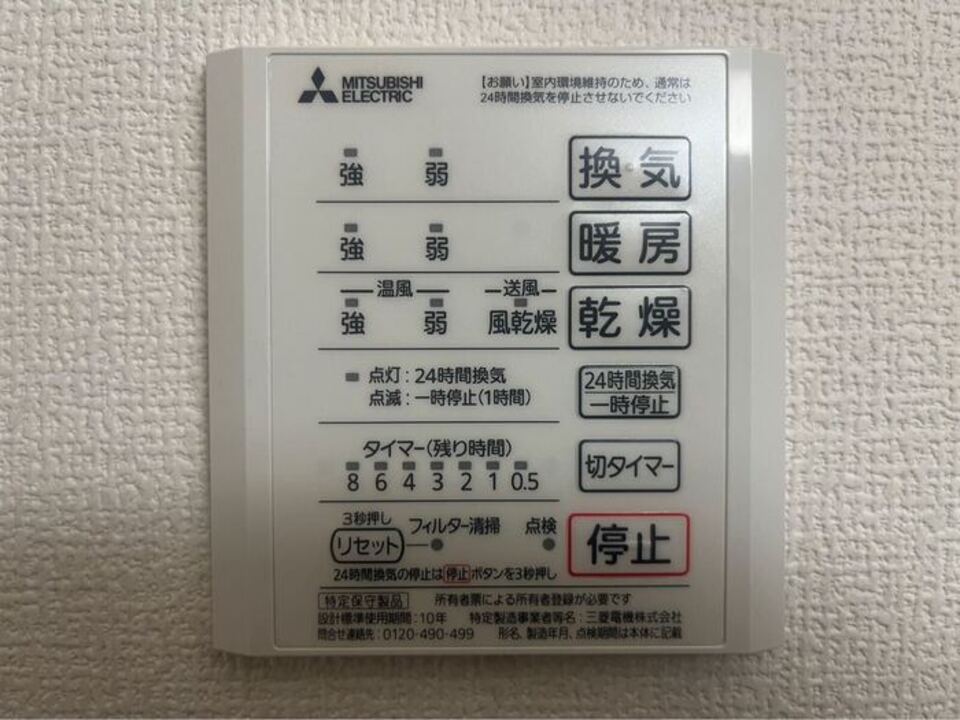 MITSUBISHI
ELECTRIC
【お願い】室内環境維持のため、通常は
24時間換気を停止させないでください
強 弱 換気
強 弱 暖房
温風 送風
強 弱 風乾燥 乾燥
点灯：24時間換気
点滅：一時停止(1時間)
24時間換気
一時停止
タイマー(残り時間)
8 6 4 3 2 1 0.5
切タイマー
3秒押し
リセット フィルター清掃 点検
停止
24時間換気の停止は停止ボタンを3秒押し
特定保守製品 所有者票による所有者登録が必要です
設計標準使用期間：10年 特定製造事業者等名：三菱電機株式会社
問合せ連絡先：0120-490-499 形名、製造年月、点検期間は本体に記載